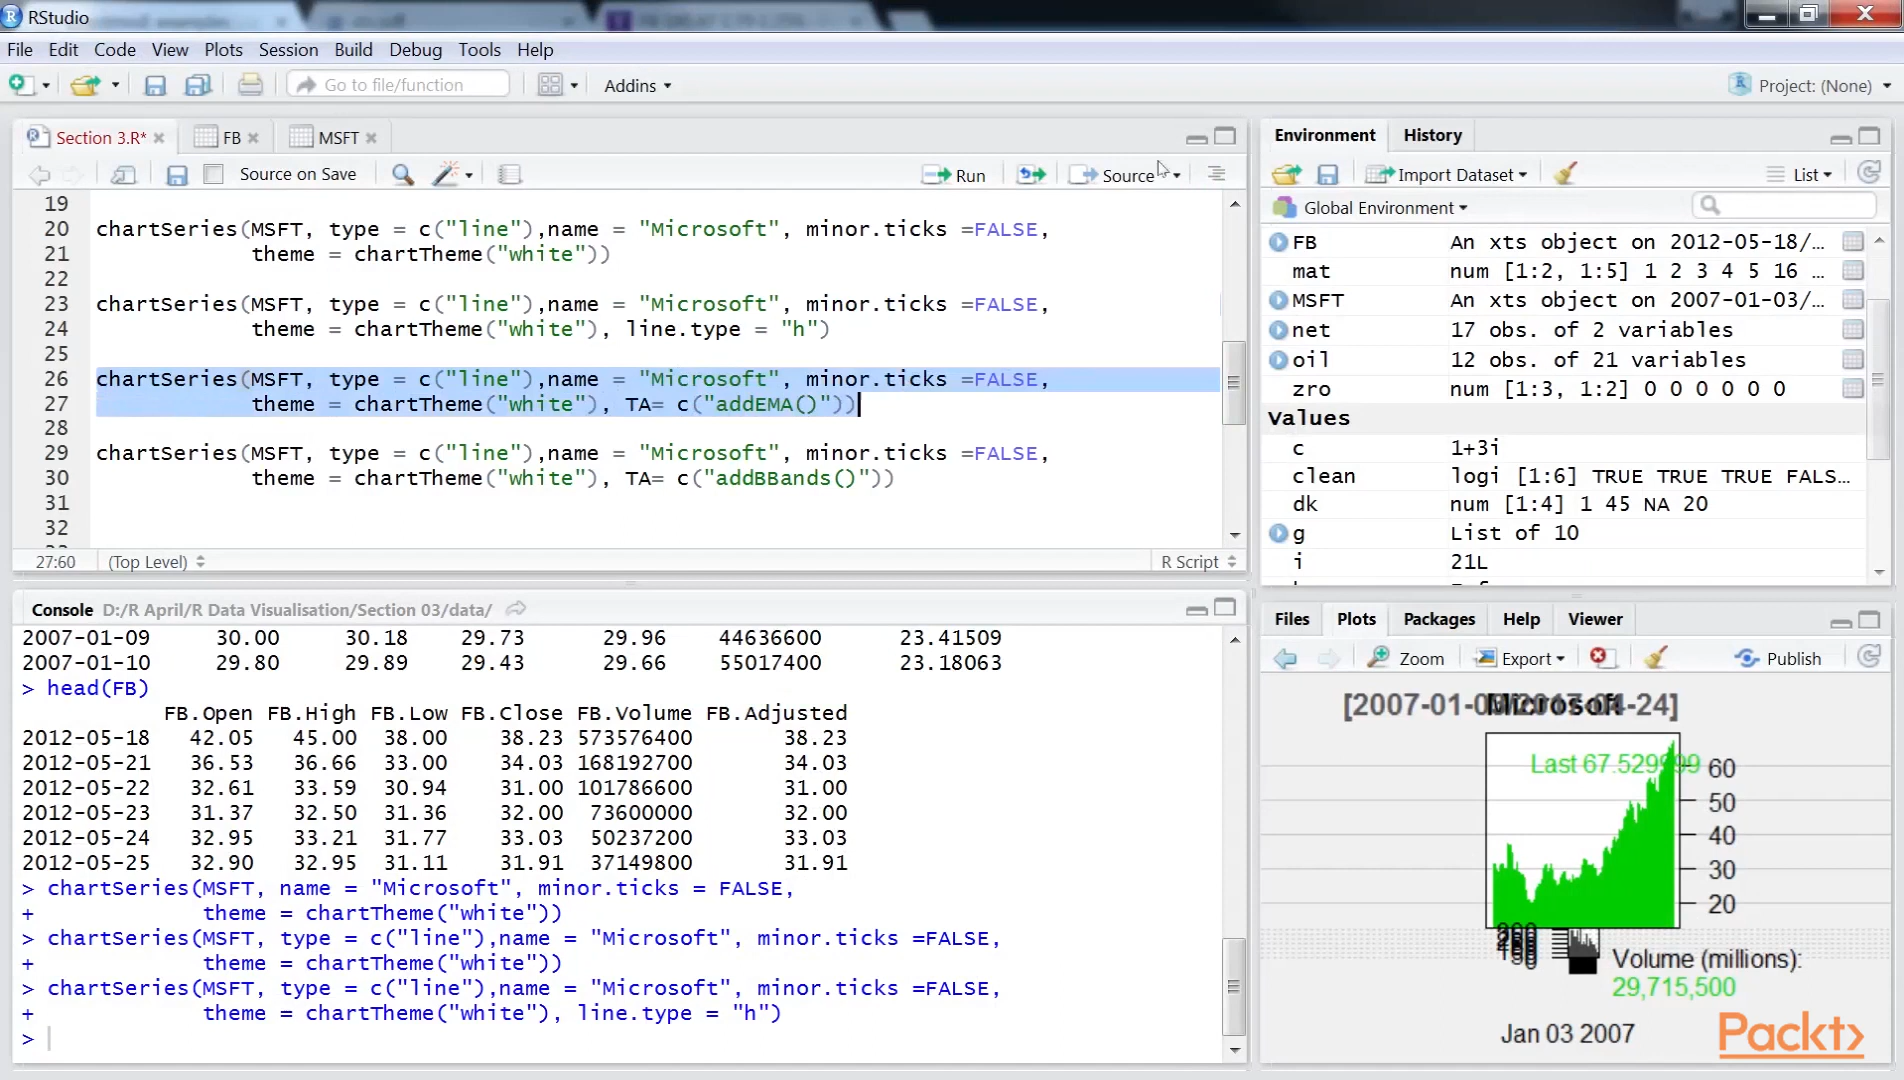 RStudio
File Edit Code View Plots Session Build Debug Tools Help
Go to file/function Addins Project: (None)
Section 3.R* FB MSFT
Source on Save Run Source
19
20 chartSeries(MSFT, type = c("line"),name = "Microsoft", minor.ticks =FALSE,
21 theme = chartTheme("white"))
22
23 chartSeries(MSFT, type = c("line"),name = "Microsoft", minor.ticks =FALSE,
24 theme = chartTheme("white"), line.type = "h")
25
26 chartSeries(MSFT, type = c("line"),name = "Microsoft", minor.ticks =FALSE,
27 theme = chartTheme("white"), TA= c("addEMA()"))
28
29 chartSeries(MSFT, type = c("line"),name = "Microsoft", minor.ticks =FALSE,
30 theme = chartTheme("white"), TA= c("addBBands()"))
31
32
27:60 (Top Level) R Script
Console D:/R April/R Data Visualisation/Section 03/data/
2007-01-09 30.00 30.18 29.73 29.96 44636600 23.41509
2007-01-10 29.80 29.89 29.43 29.66 55017400 23.18063
> head(FB)
FB.Open FB.High FB.Low FB.Close FB.Volume FB.Adjusted
2012-05-18 42.05 45.00 38.00 38.23 573576400 38.23
2012-05-21 36.53 36.66 33.00 34.03 168192700 34.03
2012-05-22 32.61 33.59 30.94 31.00 101786600 31.00
2012-05-23 31.37 32.50 31.36 32.00 73600000 32.00
2012-05-24 32.95 33.21 31.77 33.03 50237200 33.03
2012-05-25 32.90 32.95 31.11 31.91 37149800 31.91
> chartSeries(MSFT, name = "Microsoft", minor.ticks = FALSE,
+ theme = chartTheme("white"))
> chartSeries(MSFT, type = c("line"),name = "Microsoft", minor.ticks =FALSE,
+ theme = chartTheme("white"))
> chartSeries(MSFT, type = c("line"),name = "Microsoft", minor.ticks =FALSE,
+ theme = chartTheme("white"), line.type = "h")
>
Environment History
Import Dataset List
Global Environment
FB An xts object on 2012-05-18/…
mat num [1:2, 1:5] 1 2 3 4 5 16 …
MSFT An xts object on 2007-01-03/…
net 17 obs. of 2 variables
oil 12 obs. of 21 variables
zro num [1:3, 1:2] 0 0 0 0 0 0
Values
c 1+3i
clean logi [1:6] TRUE TRUE TRUE FALS…
dk num [1:4] 1 45 NA 20
g List of 10
i 21L
Files Plots Packages Help Viewer
Zoom Export Publish
Microsoft
Last 67.529999
60
50
40
30
20
Volume (millions):
29,715,500
Jan 03 2007
Packt>